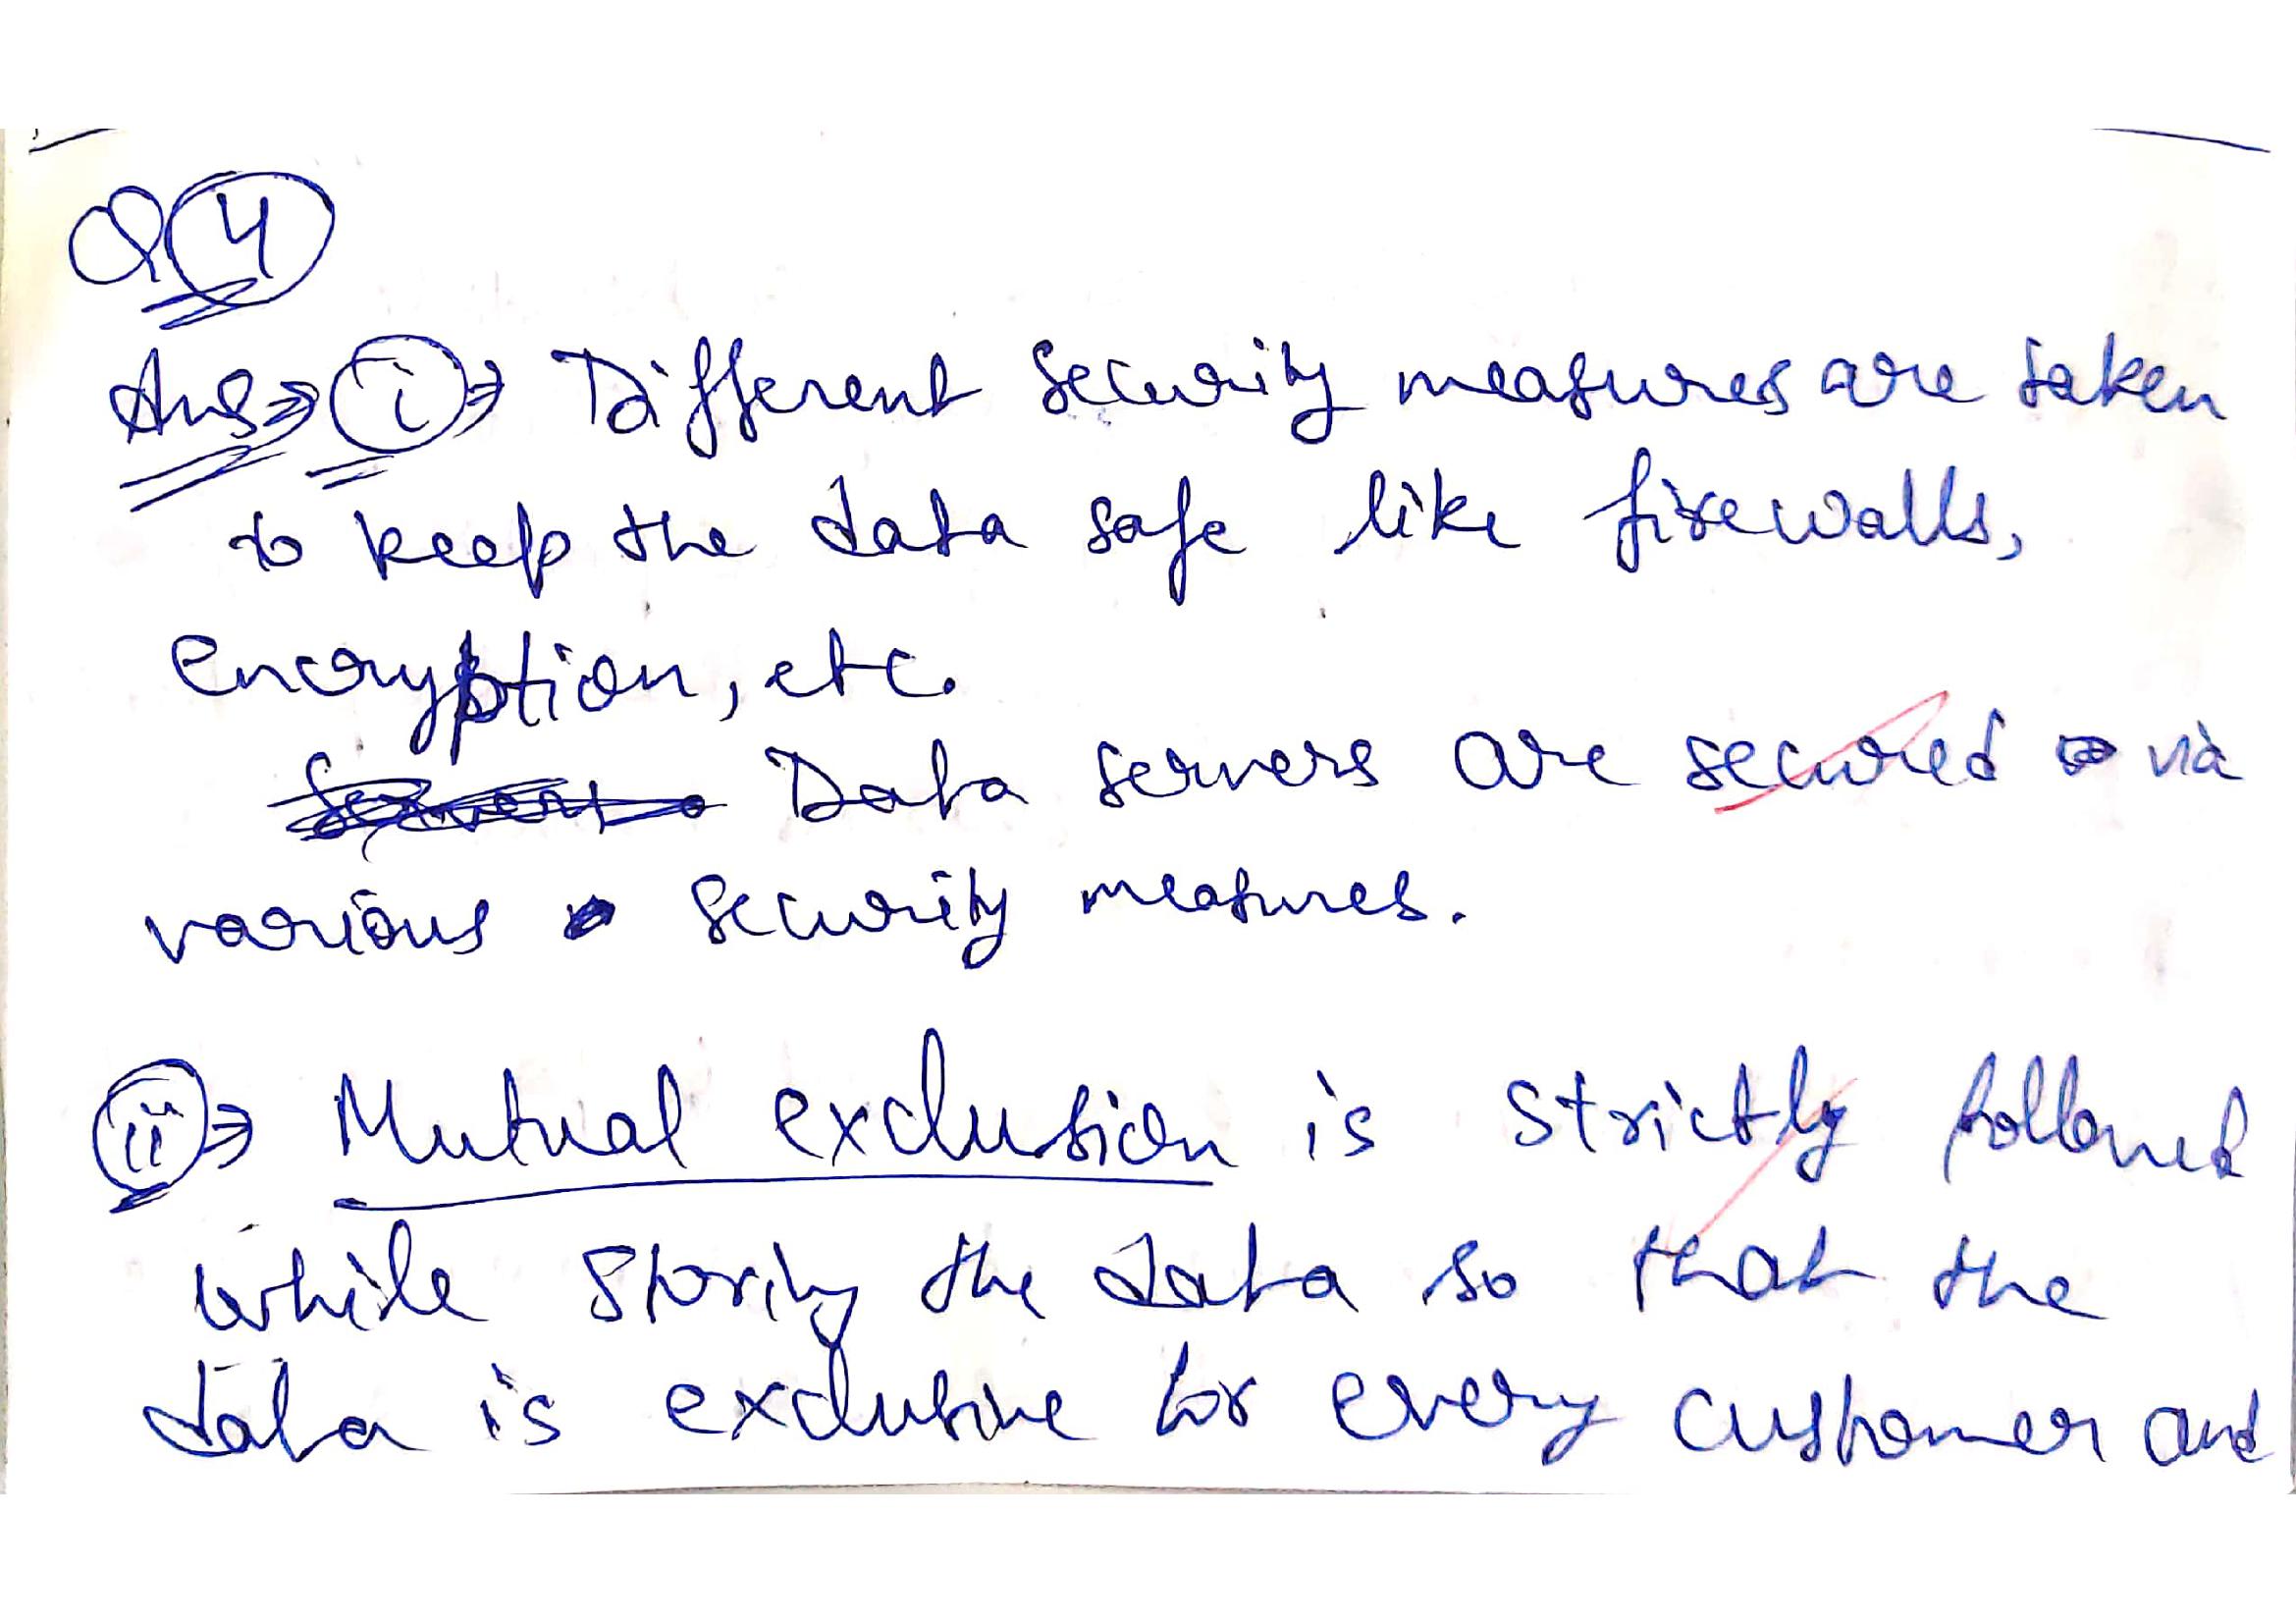 Q 4
Ans → i → Different security measures are taken
to keep the data safe like firewalls,
encryption, etc.
Data servers are secured via
various security measures.
ii → Mutual exclusion is strictly followed
while storing the data so that the
data is exclusive for every customer and